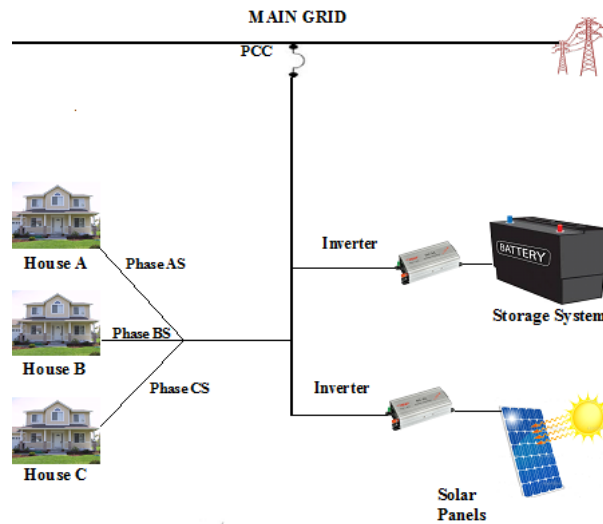 MAIN GRID
PCC
House A
Phase AS
Inverter
BATTERY
Storage System
Phase BS
House B
Phase CS
Inverter
House C
Solar
Panels